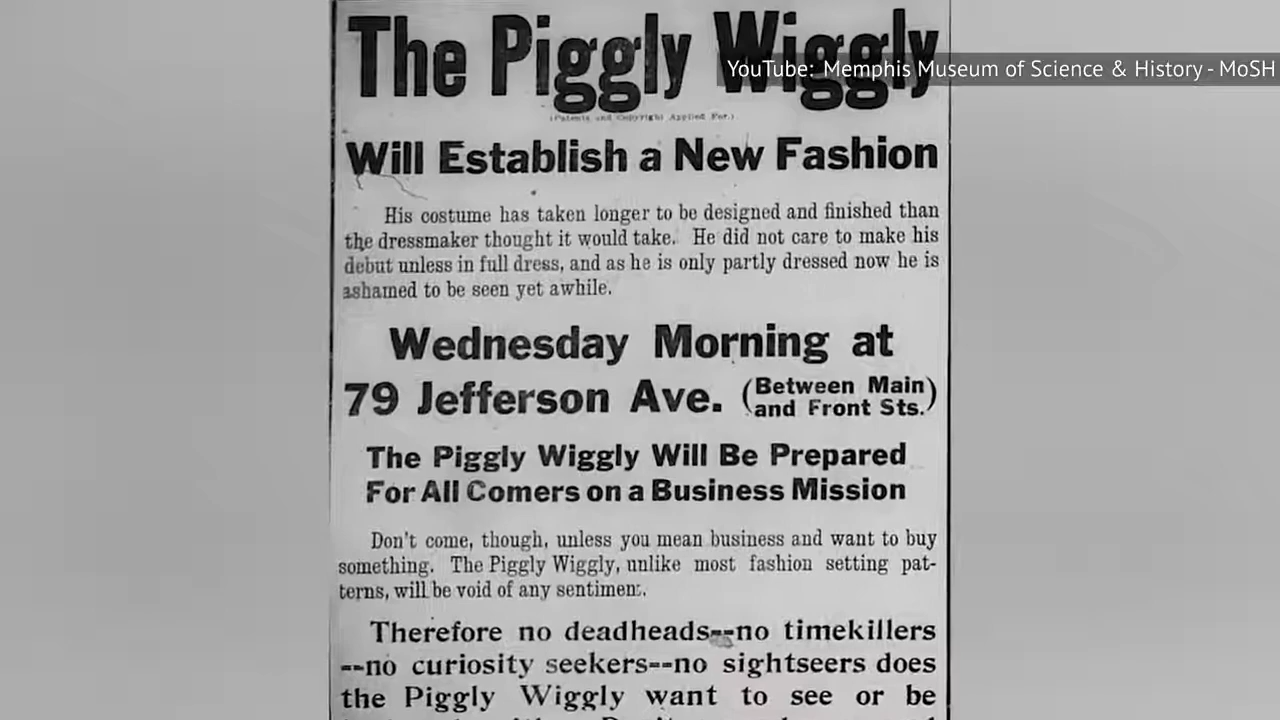 The Piggly Wiggly
YouTube: Memphis Museum of Science & History - MoSH
(Patents and Copyright Applied For.)
Will Establish a New Fashion
His costume has taken longer to be designed and finished than
the dressmaker thought it would take. He did not care to make his
debut unless in full dress, and as he is only partly dressed now he is
ashamed to be seen yet awhile.
Wednesday Morning at
79 Jefferson Ave. (Between Main
and Front Sts.)
The Piggly Wiggly Will Be Prepared
For All Comers on a Business Mission
Don't come, though, unless you mean business and want to buy
something. The Piggly Wiggly, unlike most fashion setting pat-
terns, will be void of any sentiment.
Therefore no deadheads--no timekillers
--no curiosity seekers--no sightseers does
the Piggly Wiggly want to see or be